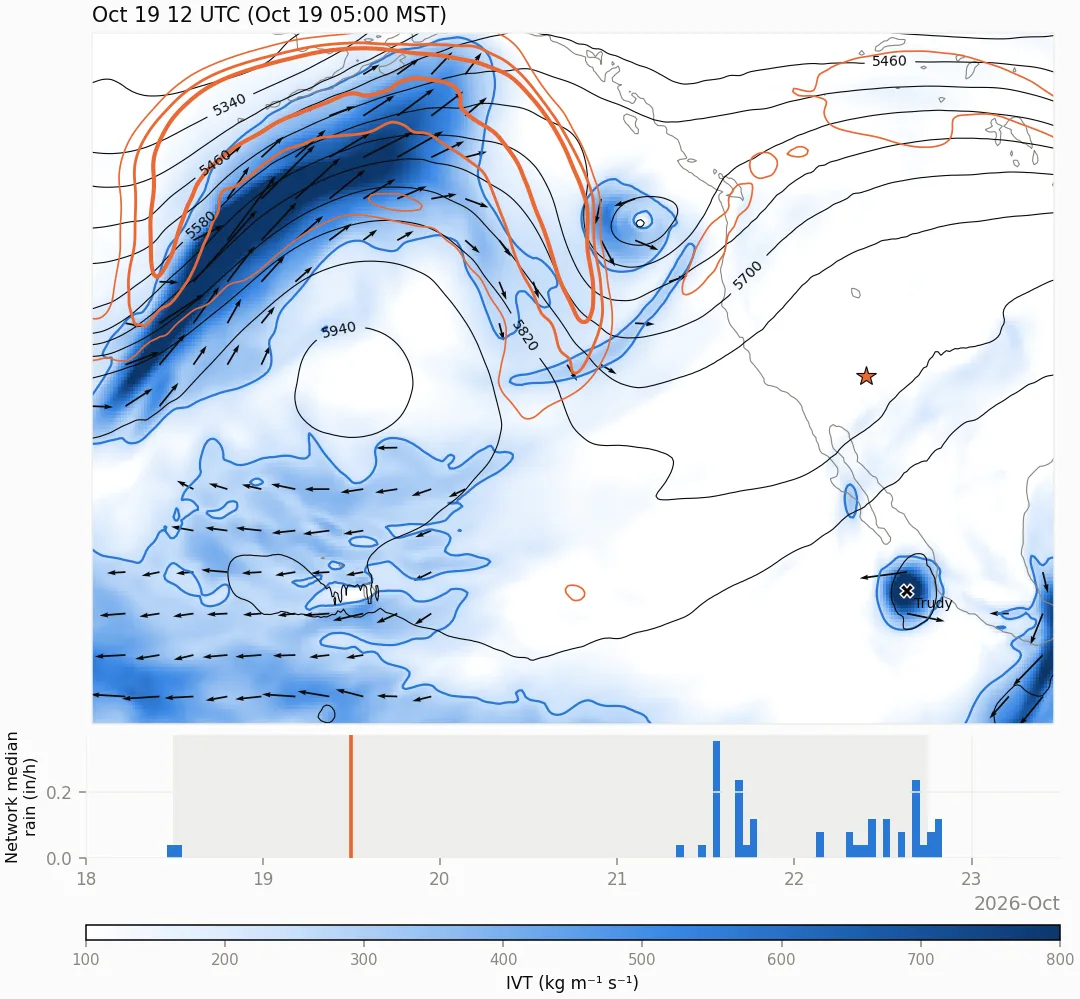 Oct 19 12 UTC (Oct 19 05:00 MST)
5460
5340
5460
5580
5700
5940
5820
Trudy
Network median
rain (in/h)
0.2
0.0
18 19 20 21 22 23
2026-Oct
100 200 300 400 500 600 700 800
IVT (kg m⁻¹ s⁻¹)